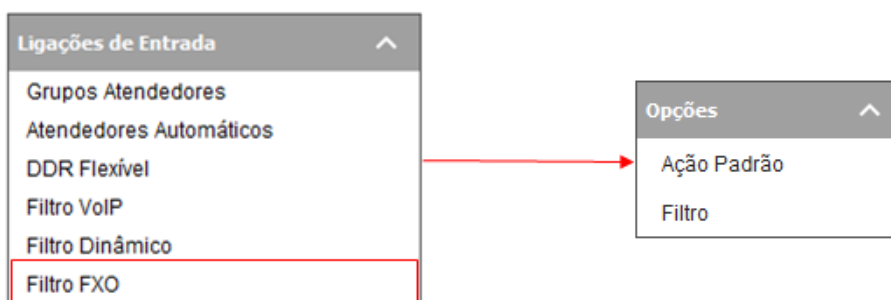 Ligações de Entrada
Grupos Atendedores
Atendedores Automáticos
DDR Flexível
Filtro VoIP
Filtro Dinâmico
Filtro FXO
Opções
Ação Padrão
Filtro